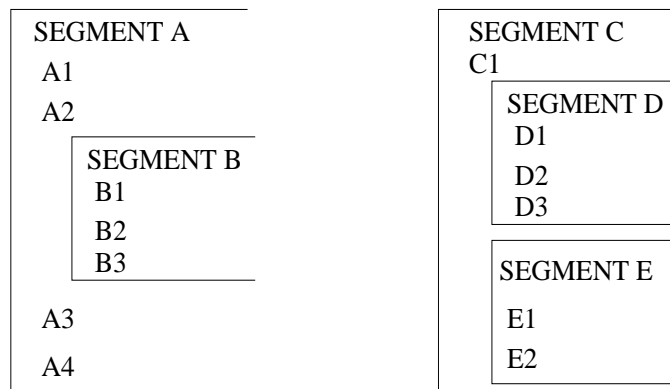 SEGMENT A
A1
A2
SEGMENT B
B1
B2
B3
A3
A4
SEGMENT C
C1
SEGMENT D
D1
D2
D3
SEGMENT E
E1
E2